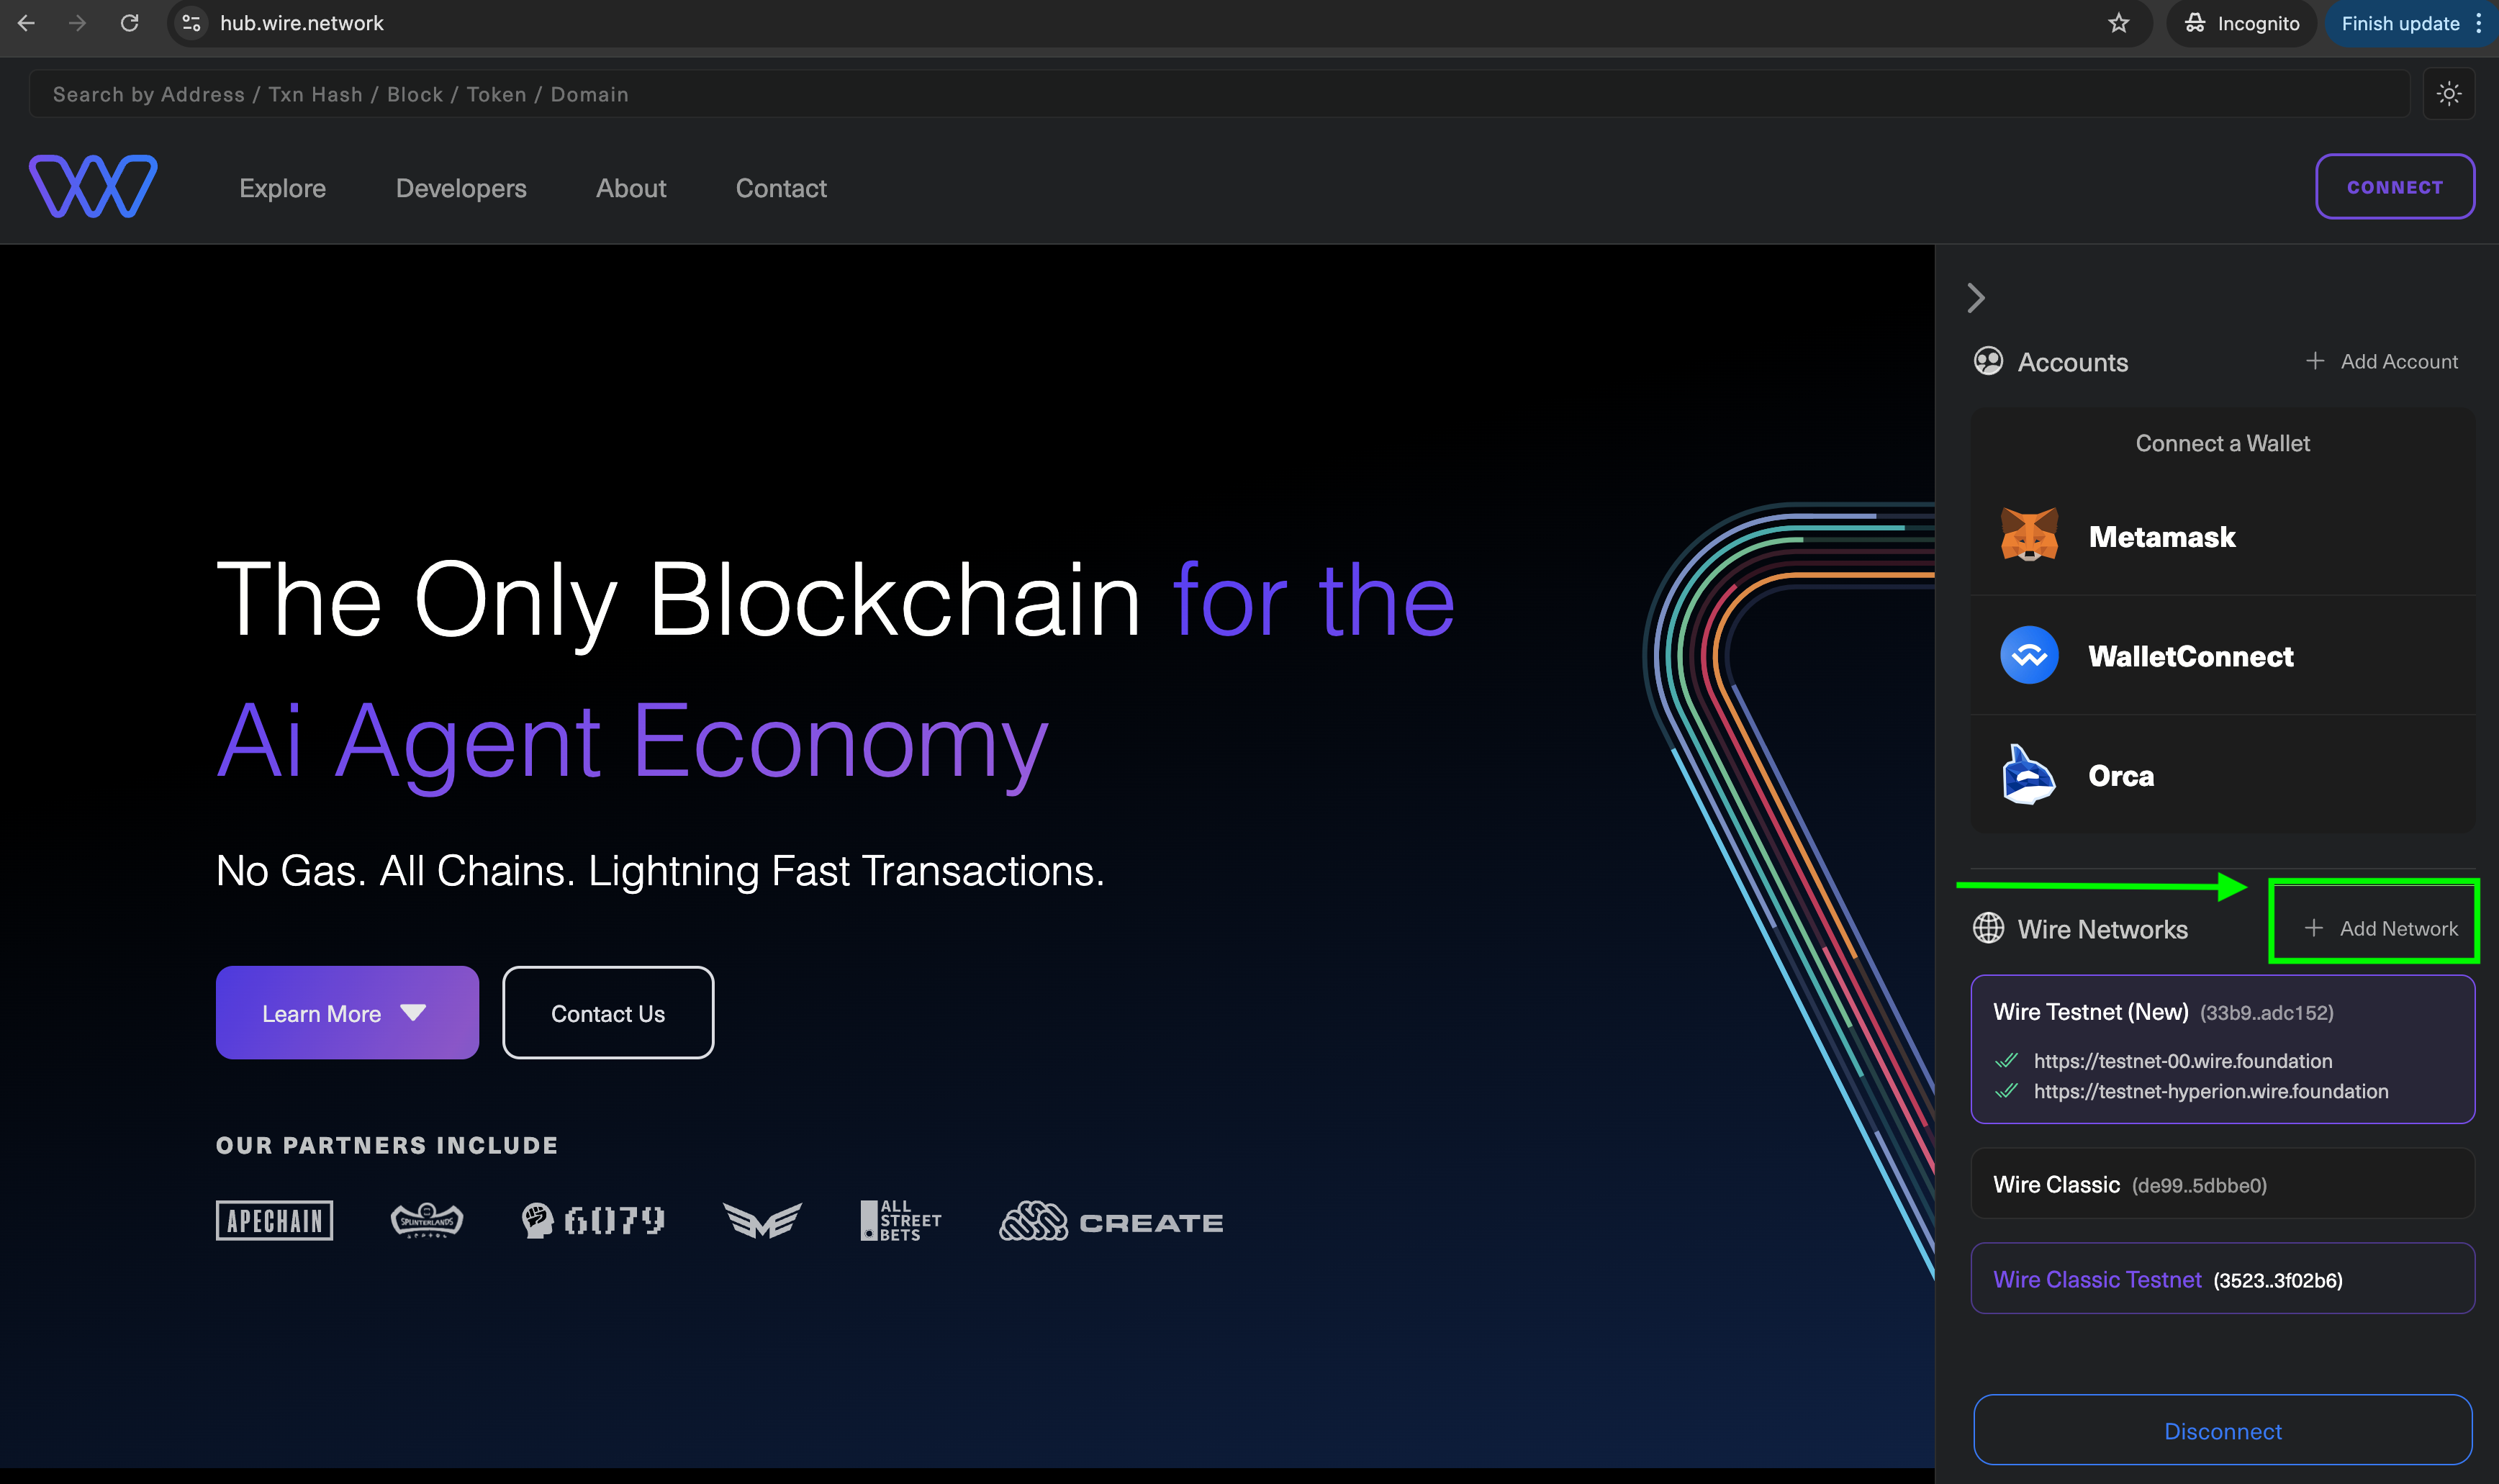 hub.wire.network
Incognito
Finish update
Search by Address / Txn Hash / Block / Token / Domain
Explore
Developers
About
Contact
CONNECT
The Only Blockchain for the
Ai Agent Economy
No Gas. All Chains. Lightning Fast Transactions.
Learn More
Contact Us
OUR PARTNERS INCLUDE
APECHAIN
SPLINTERLANDS
6079
ALL
STREET
BETS
CREATE
Accounts
+ Add Account
Connect a Wallet
Metamask
WalletConnect
Orca
Wire Networks
+ Add Network
Wire Testnet (New) (33b9..adc152)
https://testnet-00.wire.foundation
https://testnet-hyperion.wire.foundation
Wire Classic (de99..5dbbe0)
Wire Classic Testnet (3523..3f02b6)
Disconnect